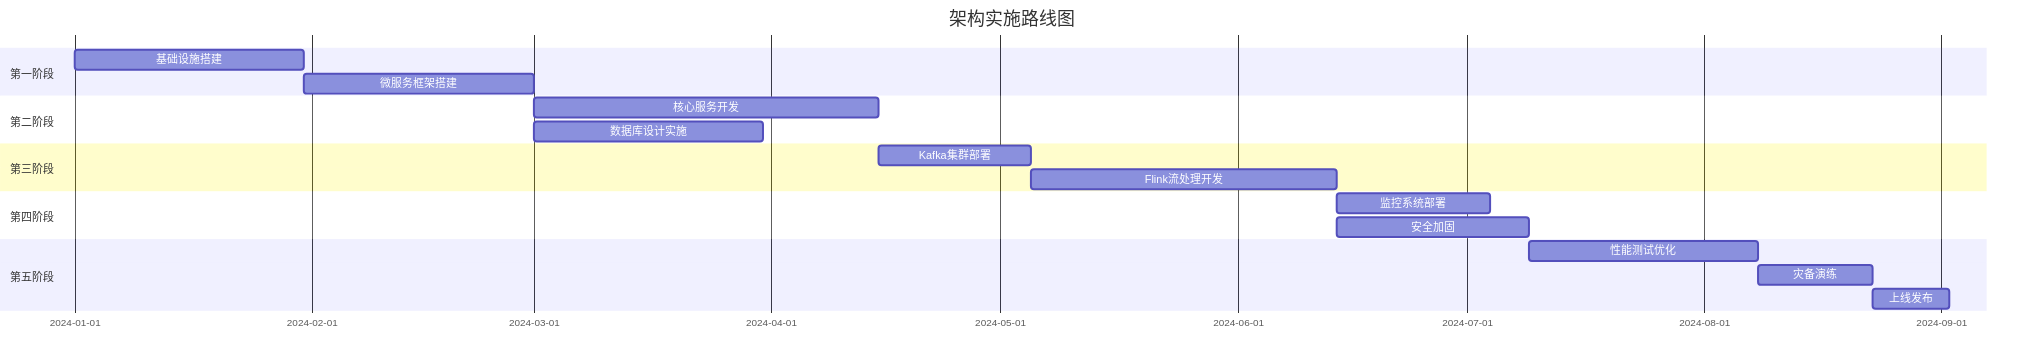 架构实施路线图
第一阶段
基础设施搭建
微服务框架搭建
第二阶段
核心服务开发
数据库设计实施
第三阶段
Kafka集群部署
Flink流处理开发
第四阶段
监控系统部署
安全加固
第五阶段
性能测试优化
灾备演练
上线发布
2024-01-01 2024-02-01 2024-03-01 2024-04-01 2024-05-01 2024-06-01 2024-07-01 2024-08-01 2024-09-01